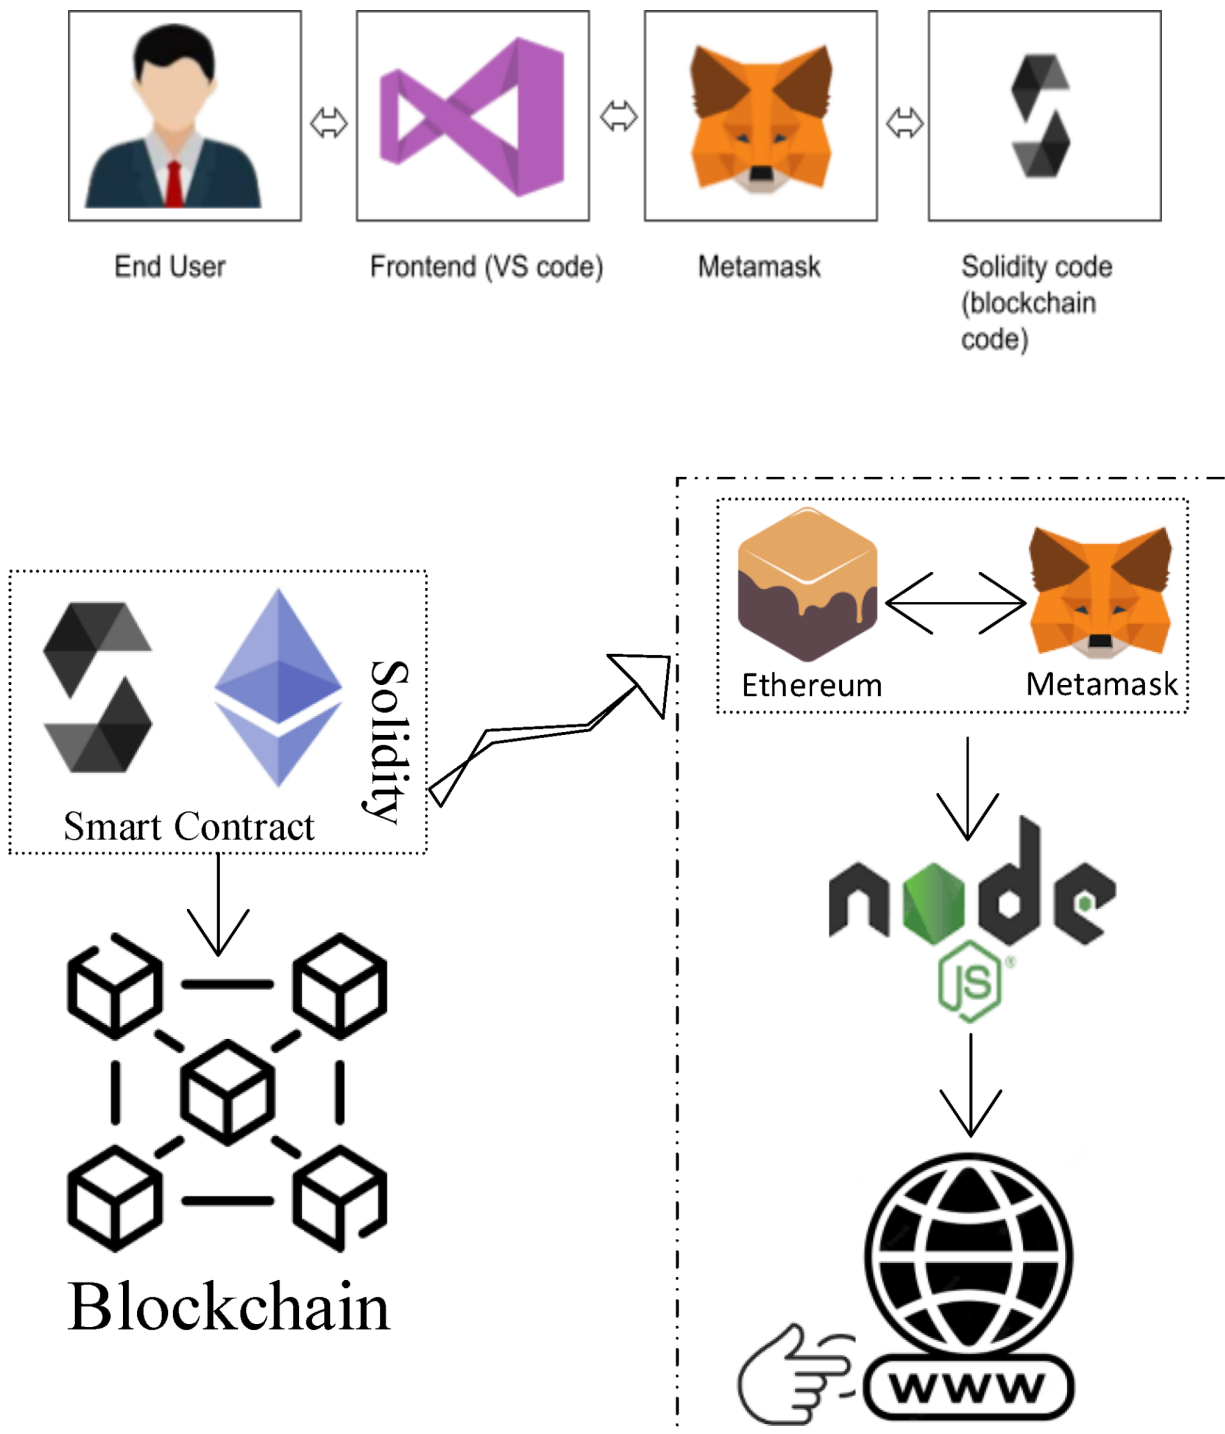 End User
Frontend (VS code)
Metamask
Solidity code
(blockchain
code)
Ethereum
Metamask
Solidity
Smart Contract
node
JS
®
Blockchain
www